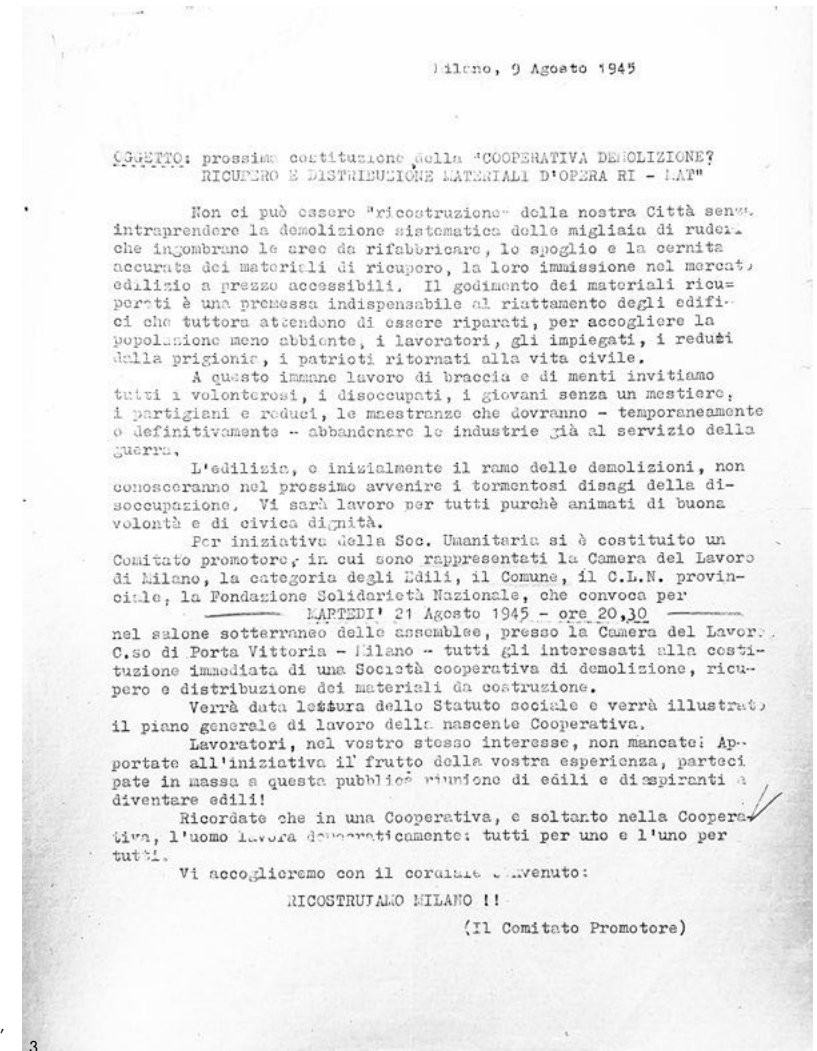 Milano, 9 Agosto 1945
OGGETTO: prossima costituzione della "COOPERATIVA DEMOLIZIONE?
RICUPERO E DISTRIBUZIONE MATERIALI D'OPERA RI - MAT"
Non ci può essere "ricostruzione" della nostra Città senza
intraprendere la demolizione sistematica delle migliaia di ruderi
che ingombrano le aree da rifabbricare, lo spoglio e la cernita
accurata dei materiali di ricupero, la loro immissione nel mercato
edilizio a prezzo accessibili. Il godimento dei materiali ricu=
perati è una premessa indispensabile al riattamento degli edifi-
ci che tuttora attendono di essere riparati, per accogliere la
popolazione meno abbiente, i lavoratori, gli impiegati, i reduci
dalla prigionia, i patrioti ritornati alla vita civile.
A questo immane lavoro di braccia e di menti invitiamo
tutti i volonterosi, i disoccupati, i giovani senza un mestiere,
i partigiani e reduci, le maestranze che dovranno - temporaneamente
o definitivamente - abbandonare le industrie già al servizio della
guerra.
L'edilizia, e inizialmente il ramo delle demolizioni, non
conosceranno nel prossimo avvenire i tormentosi disagi della di-
soccupazione. Vi sarà lavoro per tutti purchè animati di buona
volontà e di civica dignità.
Per iniziativa della Soc. Umanitaria si è costituito un
Comitato promotore, in cui sono rappresentati la Camera del Lavoro
di Milano, la categoria degli Edili, il Comune, il C.L.N. provin-
ciale, la Fondazione Solidarietà Nazionale, che convoca per
MARTEDI' 21 Agosto 1945 - ore 20,30
nel salone sotterraneo delle assemblee, presso la Camera del Lavoro,
C.so di Porta Vittoria - Milano - tutti gli interessati alla costi-
tuzione immediata di una Società cooperativa di demolizione, ricu-
pero e distribuzione dei materiali da costruzione.
Verrà data lettura dello Statuto sociale e verrà illustrato
il piano generale di lavoro della nascente Cooperativa.
Lavoratori, nel vostro stesso interesse, non mancate! Ap-
portate all'iniziativa il frutto della vostra esperienza, parteci
pate in massa a questa pubblica riunione di edili e di aspiranti a
diventare edili!
Ricordate che in una Cooperativa, e soltanto nella Coopera-
tiva, l'uomo lavora democraticamente: tutti per uno e l'uno per
tutti.
Vi accoglieremo con il cordiale benvenuto:
RICOSTRUJAMO MILANO !!
(Il Comitato Promotore)
3